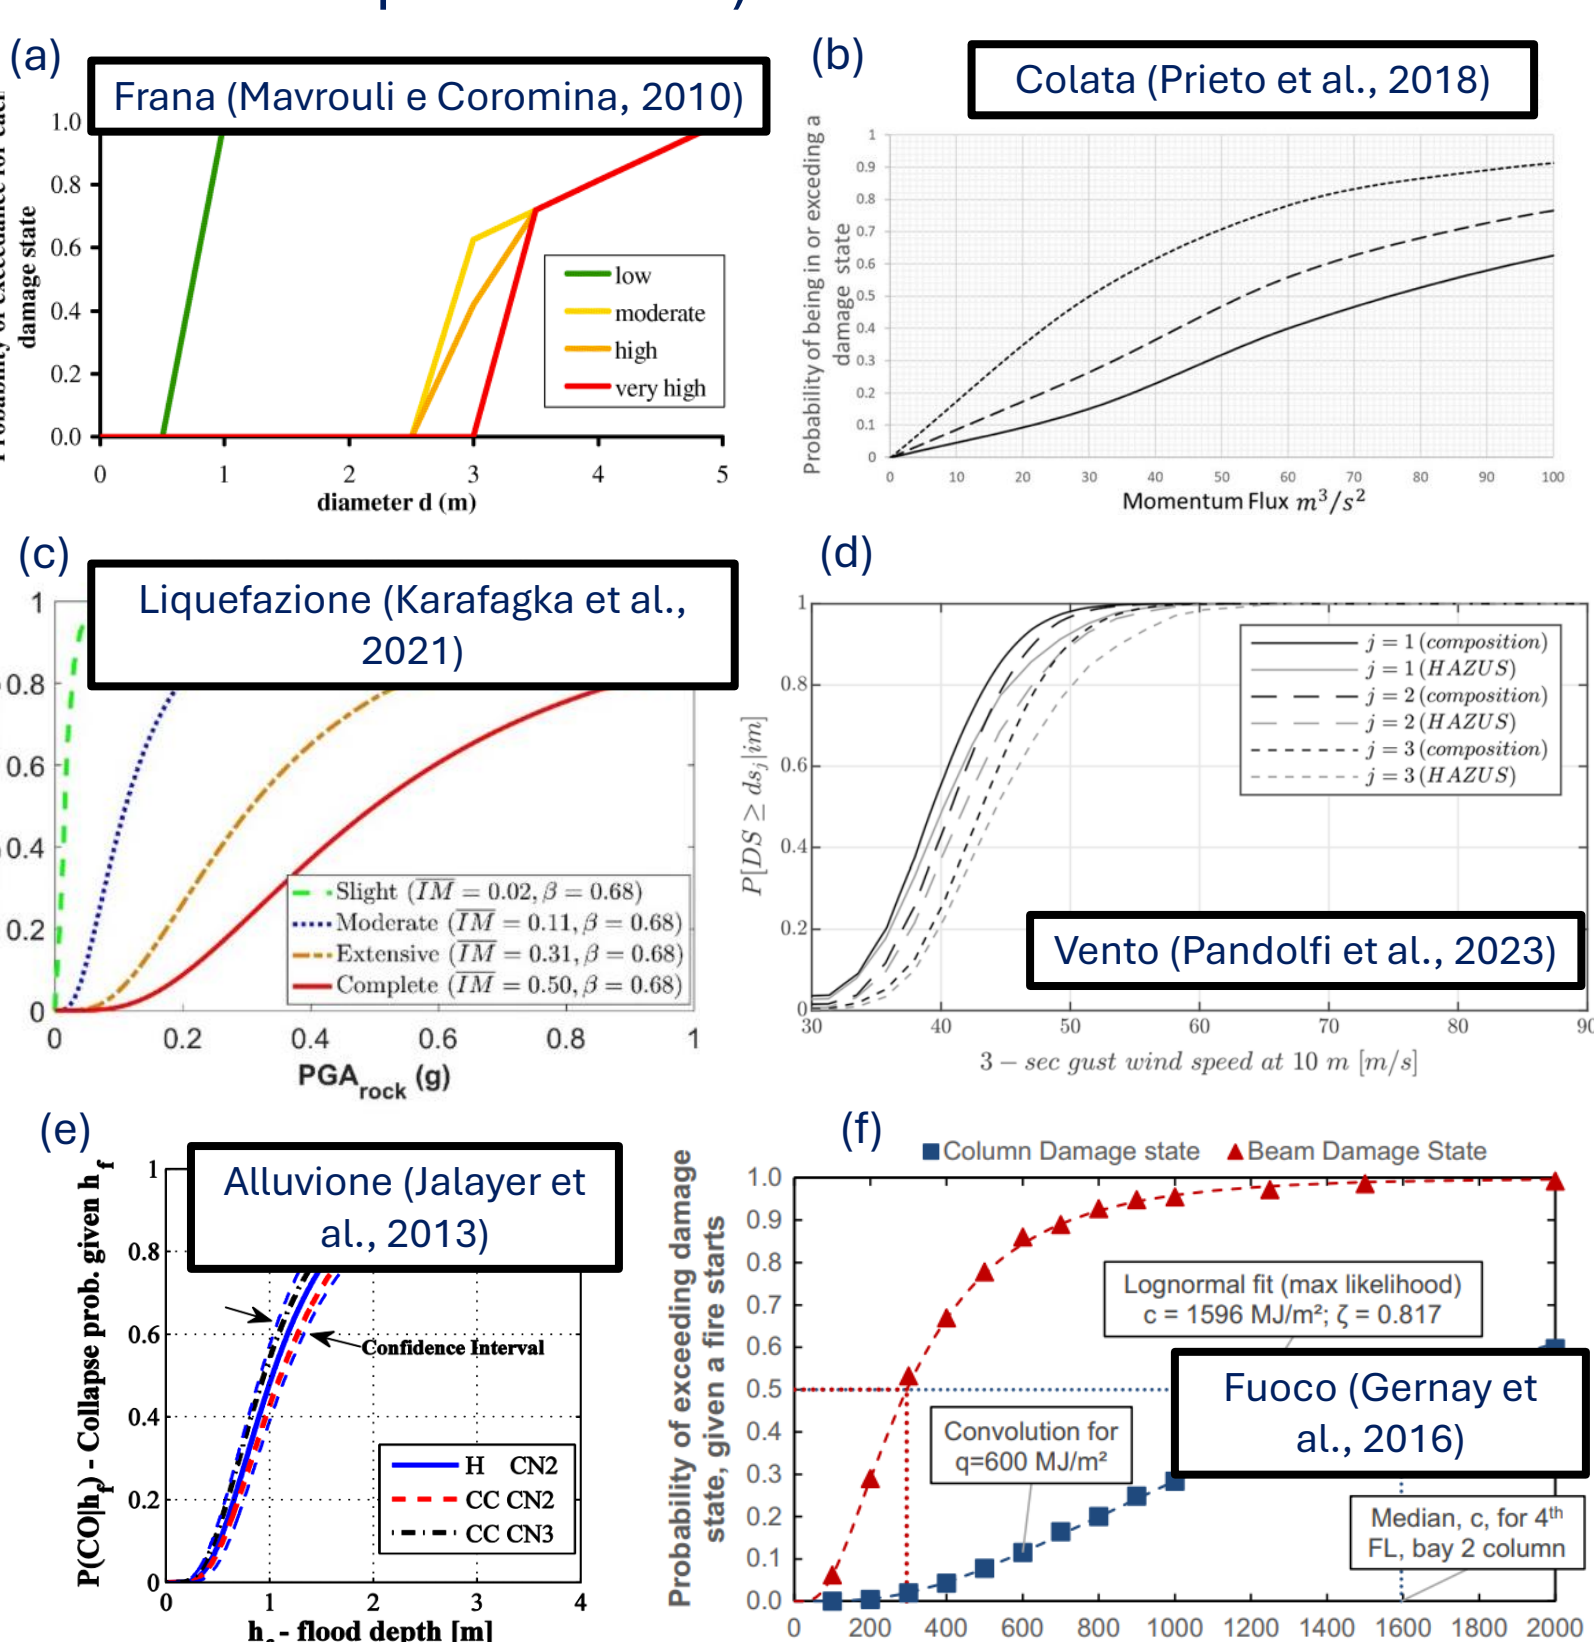 (a)
Frana (Mavrouli e Coromina, 2010)
damage state
1.0
0.8
0.6
0.4
0.2
0.0
low
moderate
high
very high
0 1 2 3 4 5
diameter d (m)
(b)
Colata (Prieto et al., 2018)
Probability of being in or exceeding a
damage state
1
0.9
0.8
0.7
0.6
0.5
0.4
0.3
0.2
0.1
0
0 10 20 30 40 50 60 70 80 90 100
Momentum Flux m³/s²
(c)
Liquefazione (Karafagka et al.,
2021)
1
0.8
0.6
0.4
0.2
0
Slight (IM = 0.02, β = 0.68)
Moderate (IM = 0.11, β = 0.68)
Extensive (IM = 0.31, β = 0.68)
Complete (IM = 0.50, β = 0.68)
0 0.2 0.4 0.6 0.8 1
PGArock (g)
(d)
P[DS ≥ dsj|im]
1
0.8
0.6
0.4
0.2
0
j = 1 (composition)
j = 1 (HAZUS)
j = 2 (composition)
j = 2 (HAZUS)
j = 3 (composition)
j = 3 (HAZUS)
Vento (Pandolfi et al., 2023)
30 40 50 60 70 80 90
3 − sec gust wind speed at 10 m [m/s]
(e)
Alluvione (Jalayer et
al., 2013)
P(CO|hf) - Collapse prob. given hf
1
0.8
0.6
0.4
0.2
0
Confidence Interval
H CN2
CC CN2
CC CN3
0 1 2 3 4
hf - flood depth [m]
(f)
Column Damage state Beam Damage State
Probability of exceeding damage
state, given a fire starts
1.0
0.9
0.8
0.7
0.6
0.5
0.4
0.3
0.2
0.1
0.0
Lognormal fit (max likelihood)
c = 1596 MJ/m²; ζ = 0.817
Fuoco (Gernay et
al., 2016)
Convolution for
q=600 MJ/m²
Median, c, for 4th
FL, bay 2 column
0 200 400 600 800 1000 1200 1400 1600 1800 2000